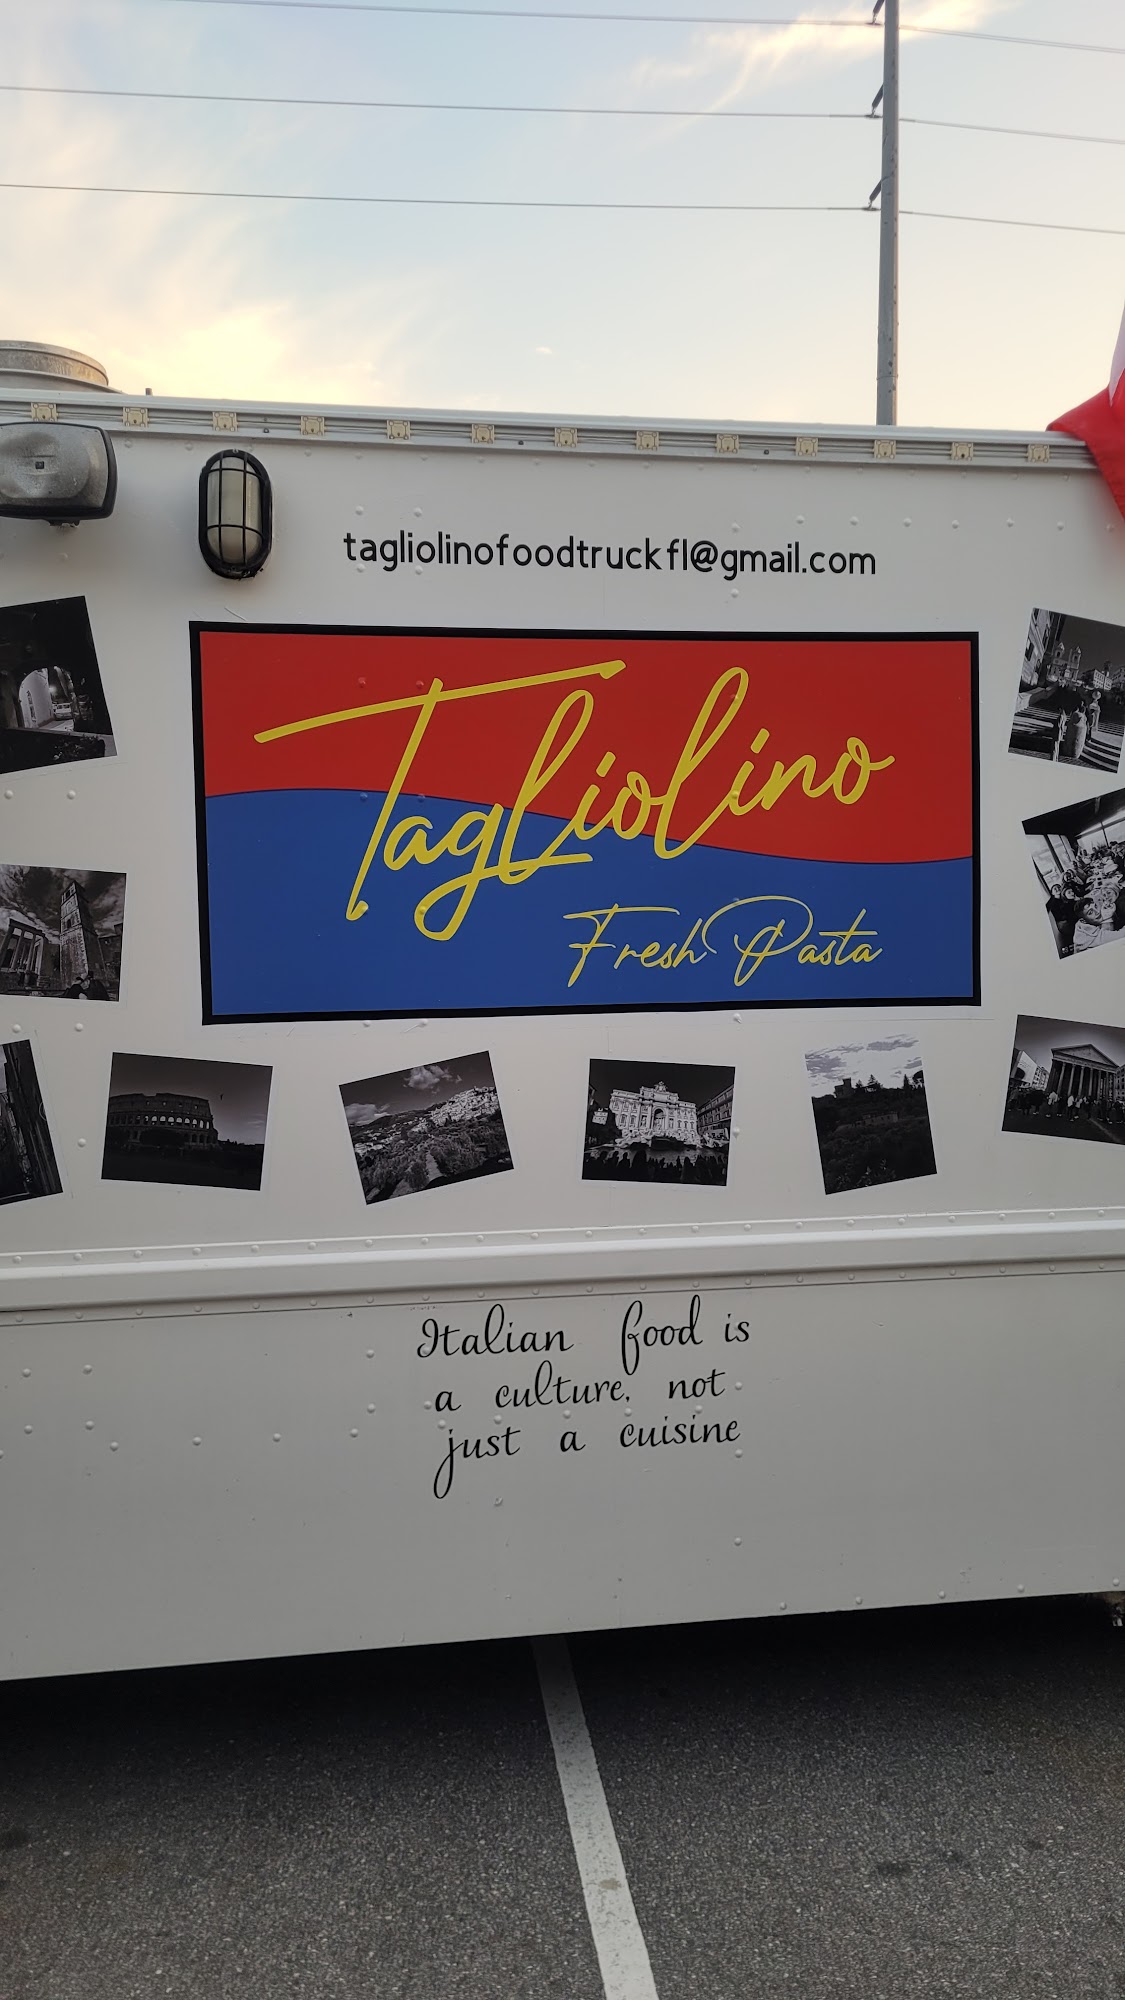 tagliolinofoodtruckfl@gmail.com
Tagliolino
Fresh Pasta
Italian food is
a culture, not
just a cuisine